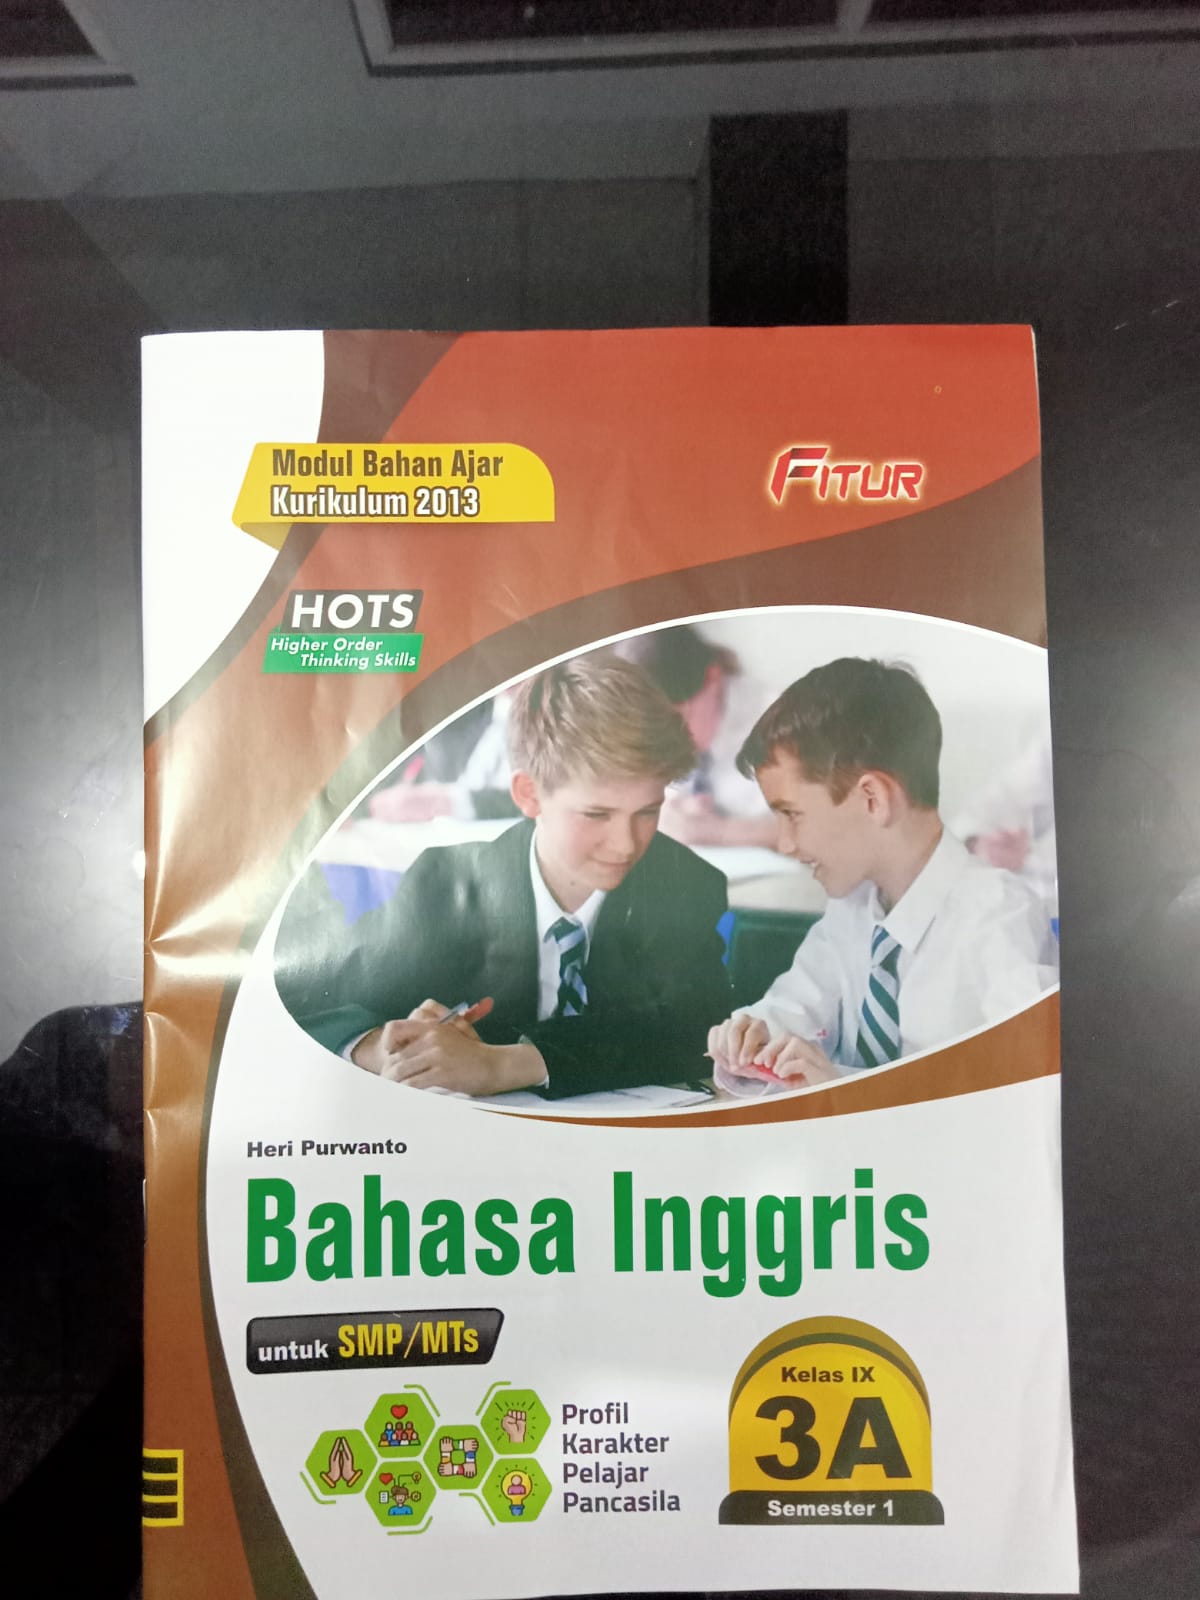 Modul Bahan Ajar
Kurikulum 2013
FITUR
HOTS
Higher Order
Thinking Skills
Heri Purwanto
Bahasa Inggris
untuk SMP/MTs
Profil
Karakter
Pelajar
Pancasila
Kelas IX
3A
Semester 1